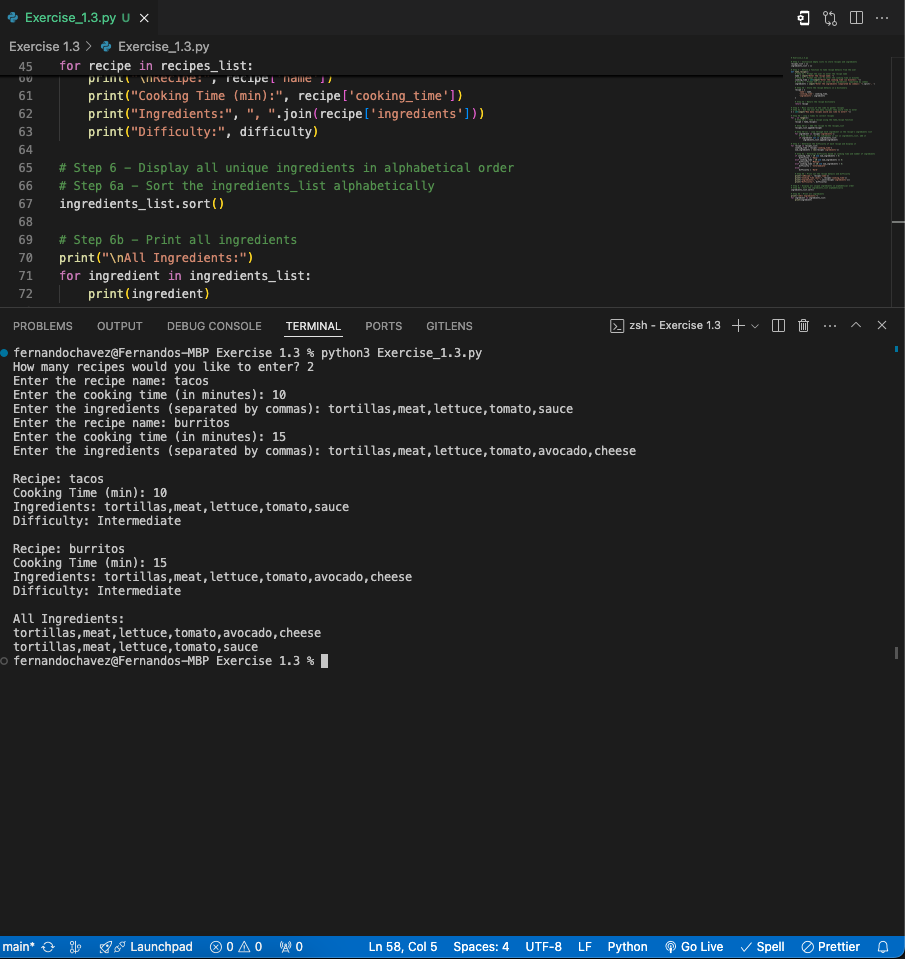 Exercise_1.3.py U
Exercise 1.3 > Exercise_1.3.py
45 for recipe in recipes_list:
60 print("\nRecipe:", recipe['name'])
61 print("Cooking Time (min):", recipe['cooking_time'])
62 print("Ingredients:", ", ".join(recipe['ingredients']))
63 print("Difficulty:", difficulty)
64
65 # Step 6 – Display all unique ingredients in alphabetical order
66 # Step 6a – Sort the ingredients_list alphabetically
67 ingredients_list.sort()
68
69 # Step 6b – Print all ingredients
70 print("\nAll Ingredients:")
71 for ingredient in ingredients_list:
72 print(ingredient)
PROBLEMS OUTPUT DEBUG CONSOLE TERMINAL PORTS GITLENS zsh - Exercise 1.3
fernandochavez@Fernandos-MBP Exercise 1.3 % python3 Exercise_1.3.py
How many recipes would you like to enter? 2
Enter the recipe name: tacos
Enter the cooking time (in minutes): 10
Enter the ingredients (separated by commas): tortillas,meat,lettuce,tomato,sauce
Enter the recipe name: burritos
Enter the cooking time (in minutes): 15
Enter the ingredients (separated by commas): tortillas,meat,lettuce,tomato,avocado,cheese
Recipe: tacos
Cooking Time (min): 10
Ingredients: tortillas,meat,lettuce,tomato,sauce
Difficulty: Intermediate
Recipe: burritos
Cooking Time (min): 15
Ingredients: tortillas,meat,lettuce,tomato,avocado,cheese
Difficulty: Intermediate
All Ingredients:
tortillas,meat,lettuce,tomato,avocado,cheese
tortillas,meat,lettuce,tomato,sauce
fernandochavez@Fernandos-MBP Exercise 1.3 %
main* Launchpad 0 0 0 Ln 58, Col 5 Spaces: 4 UTF-8 LF Python Go Live Spell Prettier